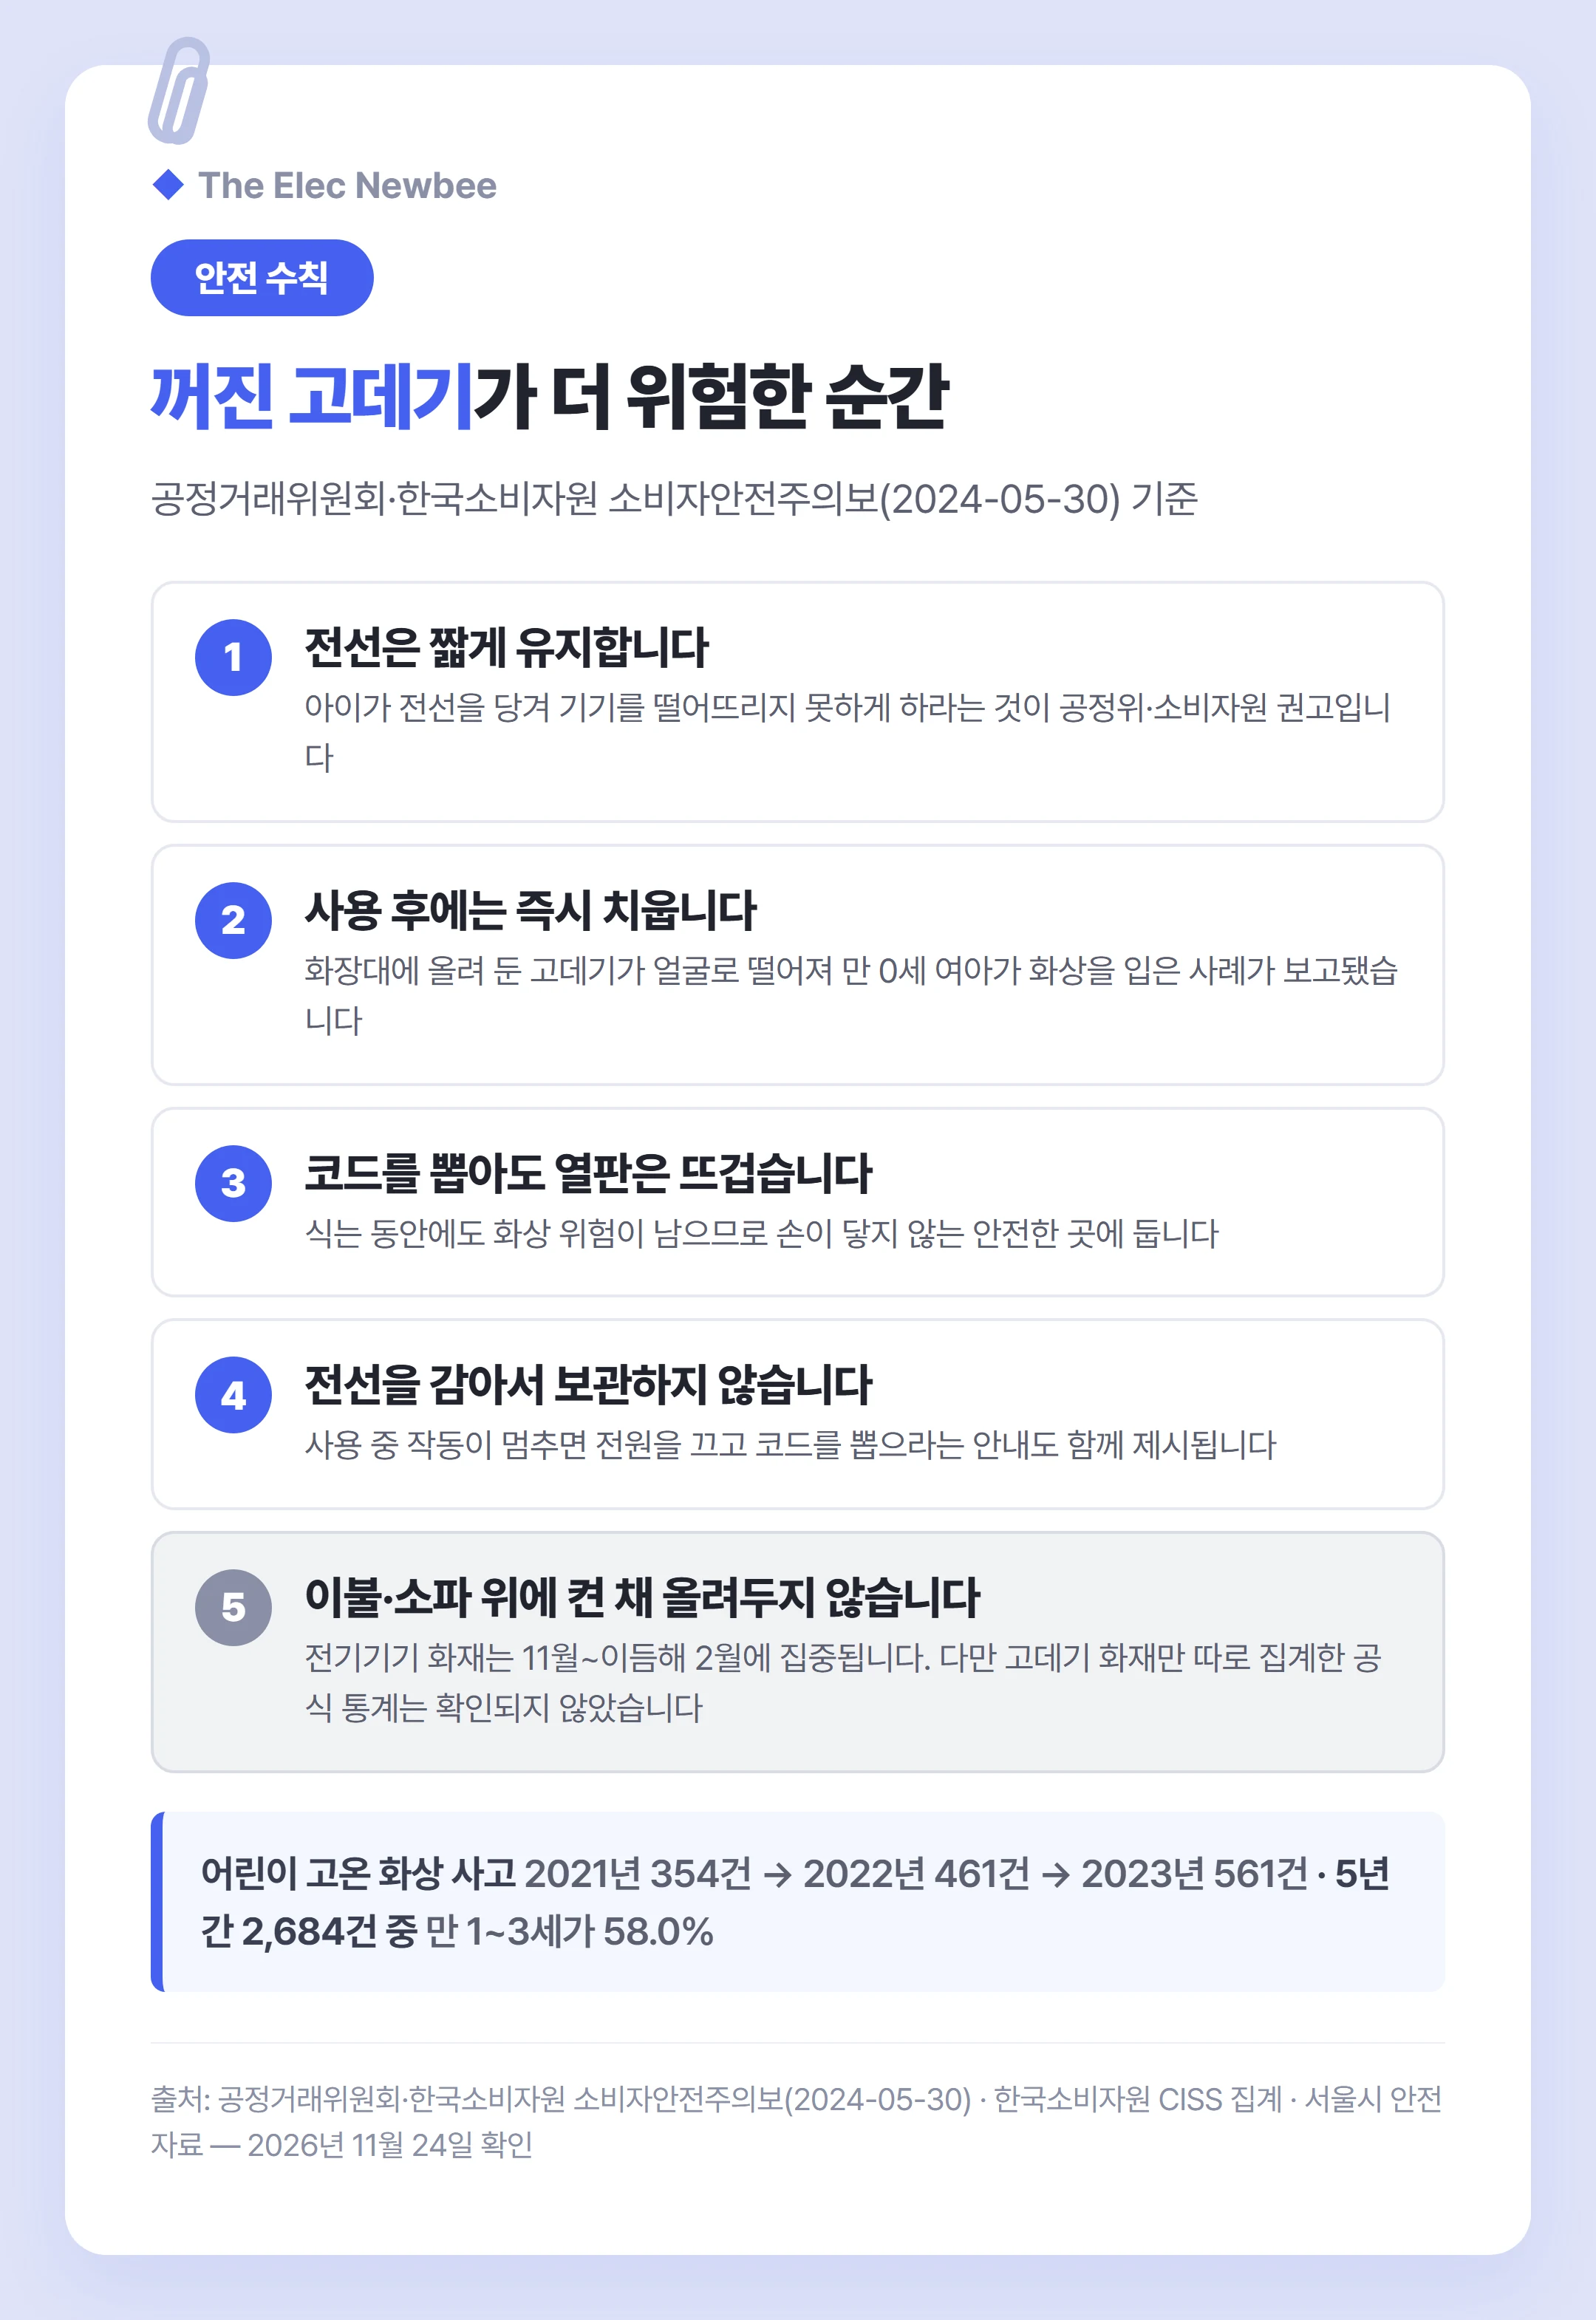 The Elec Newbee
안전 수칙
꺼진 고데기가 더 위험한 순간
공정거래위원회·한국소비자원 소비자안전주의보(2024-05-30) 기준
1
전선은 짧게 유지합니다
아이가 전선을 당겨 기기를 떨어뜨리지 못하게 하라는 것이 공정위·소비자원 권고입니
다
2
사용 후에는 즉시 치웁니다
화장대에 올려 둔 고데기가 얼굴로 떨어져 만 0세 여아가 화상을 입은 사례가 보고됐습
니다
3
코드를 뽑아도 열판은 뜨겁습니다
식는 동안에도 화상 위험이 남으므로 손이 닿지 않는 안전한 곳에 둡니다
4
전선을 감아서 보관하지 않습니다
사용 중 작동이 멈추면 전원을 끄고 코드를 뽑으라는 안내도 함께 제시됩니다
5
이불·소파 위에 켠 채 올려두지 않습니다
전기기기 화재는 11월~이듬해 2월에 집중됩니다. 다만 고데기 화재만 따로 집계한 공
식 통계는 확인되지 않았습니다
어린이 고온 화상 사고 2021년 354건 → 2022년 461건 → 2023년 561건 · 5년
간 2,684건 중 만 1~3세가 58.0%
출처: 공정거래위원회·한국소비자원 소비자안전주의보(2024-05-30) · 한국소비자원 CISS 집계 · 서울시 안전
자료 — 2026년 11월 24일 확인